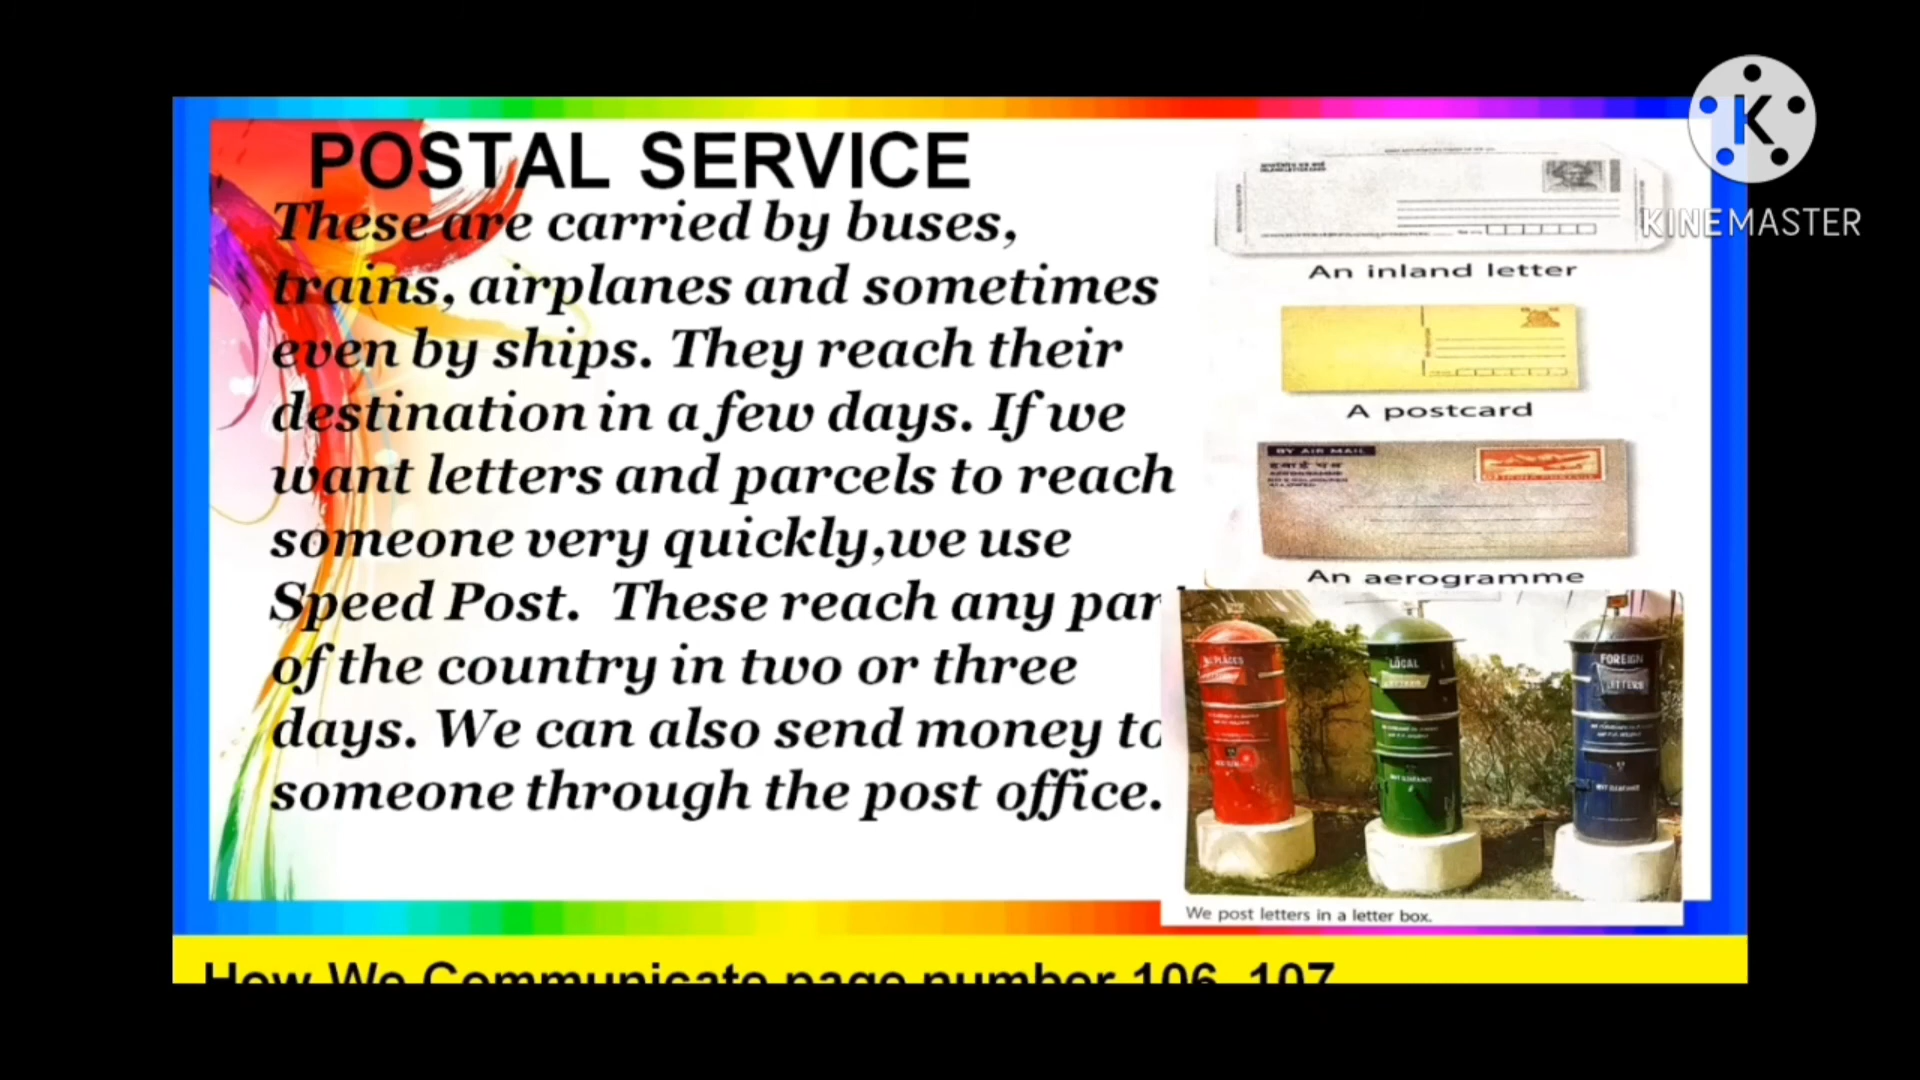 POSTAL SERVICE
These are carried by buses,
trains, airplanes and sometimes
even by ships. They reach their
destination in a few days. If we
want letters and parcels to reach
someone very quickly,we use
Speed Post. These reach any par
of the country in two or three
days. We can also send money to
someone through the post office.
An inland letter
A postcard
BY AIR MAIL
An aerogramme
LOCAL
FOREIGN
LETTERS
We post letters in a letter box.
How We Communicate page number 106, 107
K
KINEMASTER